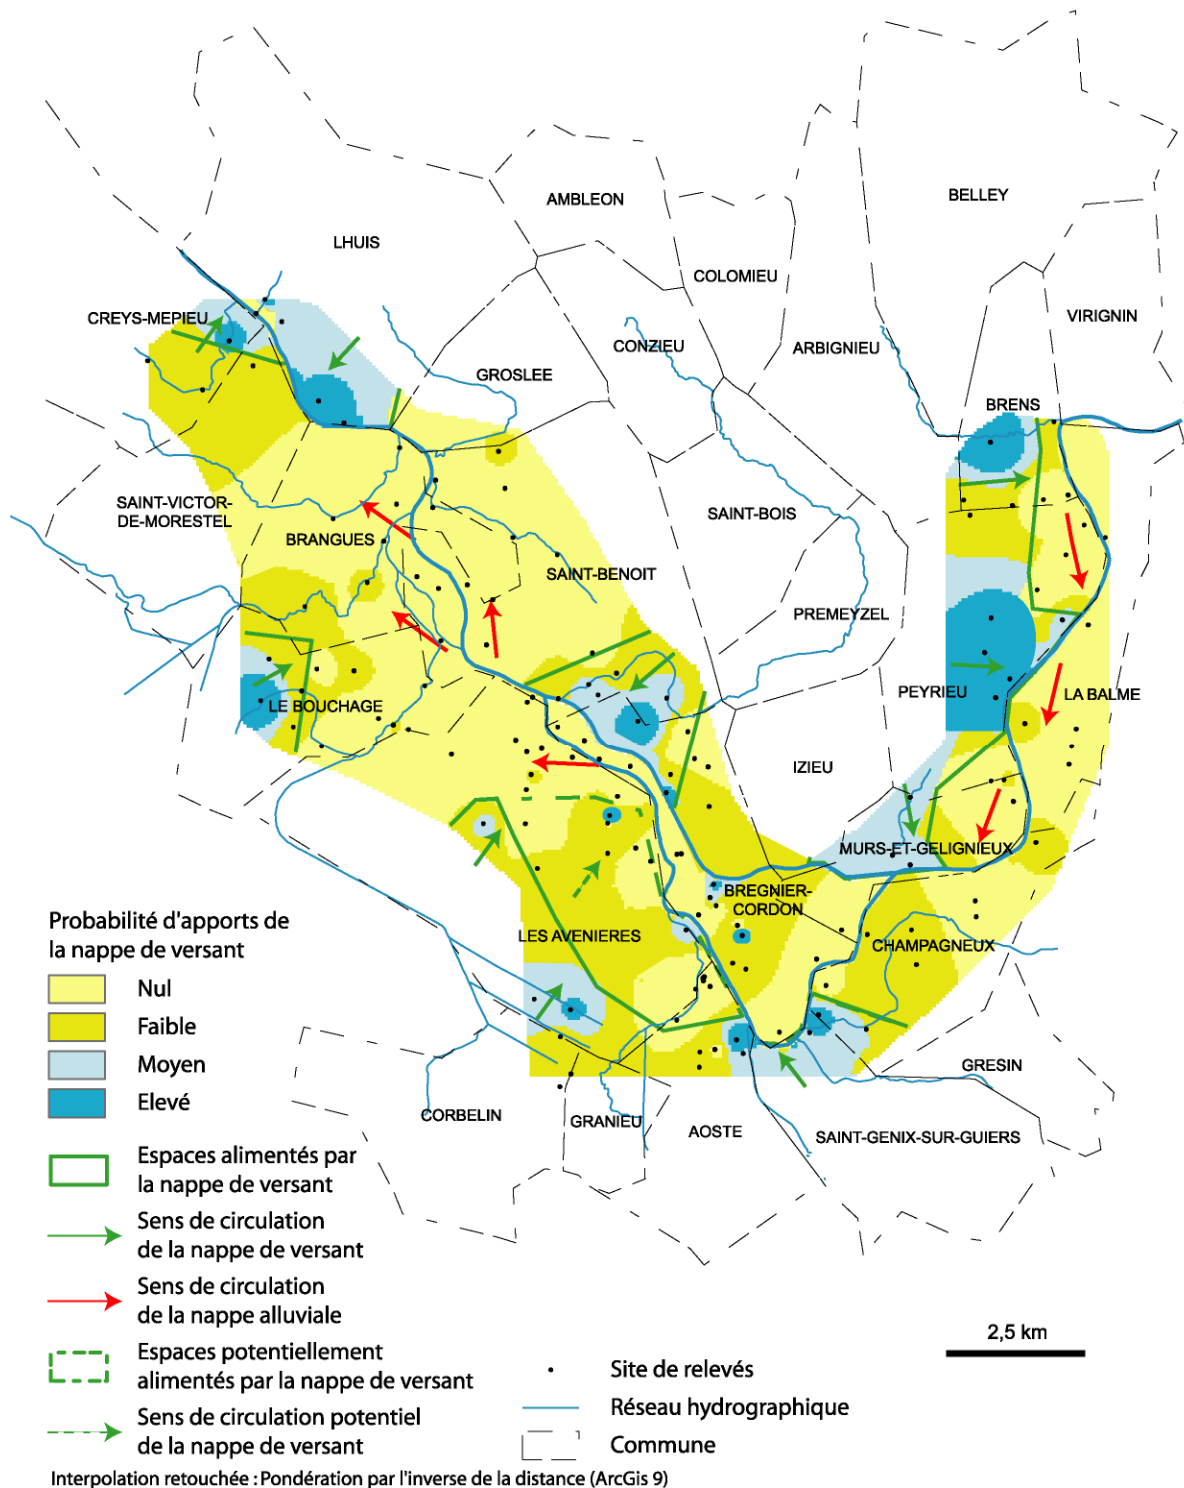 BELLEY
AMBLEON
LHUIS
COLOMIEU
CREYS-MEPIEU
VIRIGNIN
CONZIEU
ARBIGNIEU
GROSLEE
BRENS
SAINT-VICTOR-
DE-MORESTEL
SAINT-BOIS
BRANGUES
SAINT-BENOIT
PREMEYZEL
PEYRIEU
LA BALME
LE BOUCHAGE
IZIEU
MURS-ET-GELIGNIEUX
BREGNIER-
CORDON
LES AVENIERES
CHAMPAGNEUX
GRESIN
CORBELIN
GRANIEU
AOSTE
SAINT-GENIX-SUR-GUIERS
Probabilité d'apports de
la nappe de versant
Nul
Faible
Moyen
Elevé
Espaces alimentés par
la nappe de versant
Sens de circulation
de la nappe de versant
Sens de circulation
de la nappe alluviale
Espaces potentiellement
alimentés par la nappe de versant
Sens de circulation potentiel
de la nappe de versant
2,5 km
Site de relevés
Réseau hydrographique
Commune
Interpolation retouchée : Pondération par l'inverse de la distance (ArcGis 9)